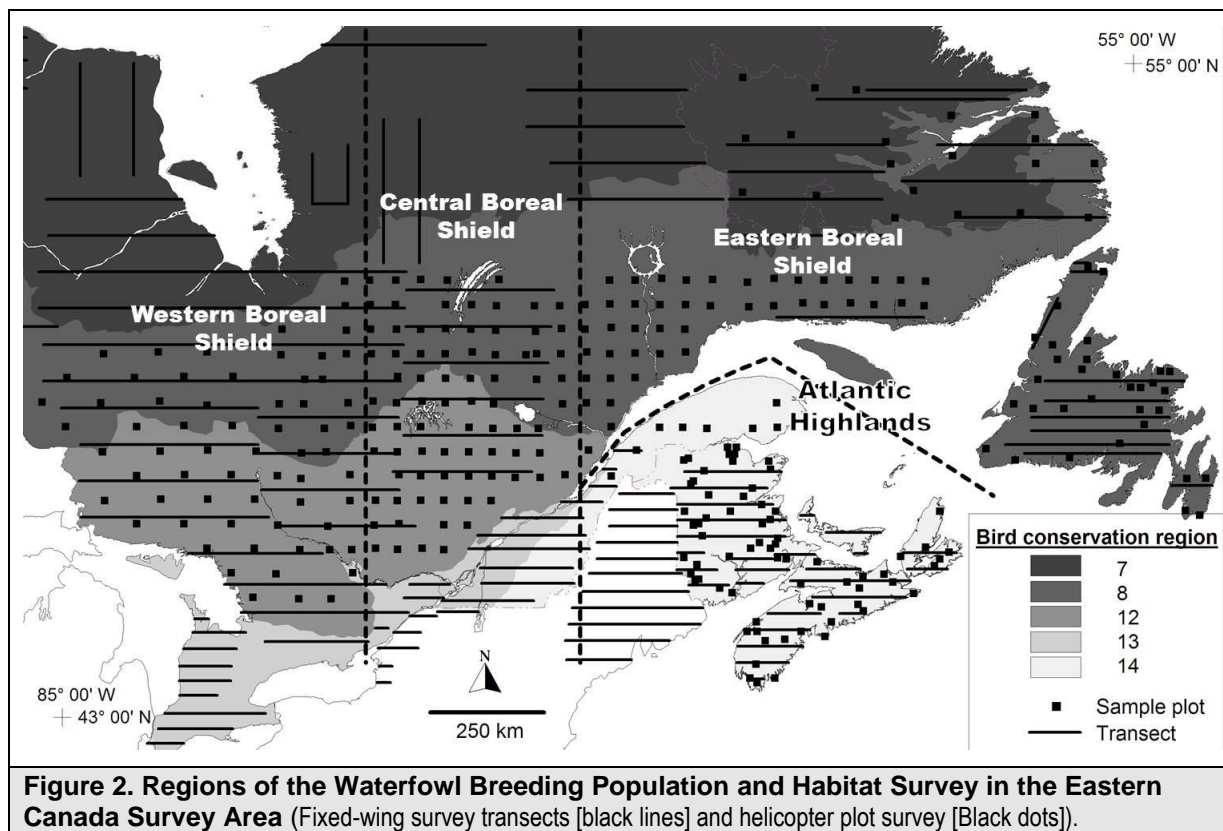 55° 00' W
55° 00' N
Central Boreal
Shield
Eastern Boreal
Shield
Western Boreal
Shield
Atlantic
Highlands
Bird conservation region
7
8
12
13
14
Sample plot
Transect
N
250 km
85° 00' W
43° 00' N
Figure 2. Regions of the Waterfowl Breeding Population and Habitat Survey in the Eastern
Canada Survey Area (Fixed-wing survey transects [black lines] and helicopter plot survey [Black dots]).